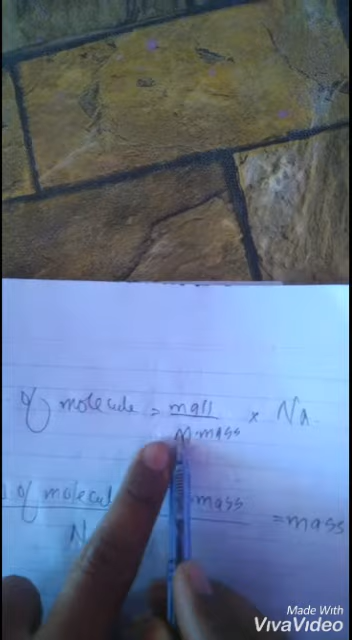 of molecule = mass × Na
M·mass
of molecul mass = mass
N
Made With
VivaVideo